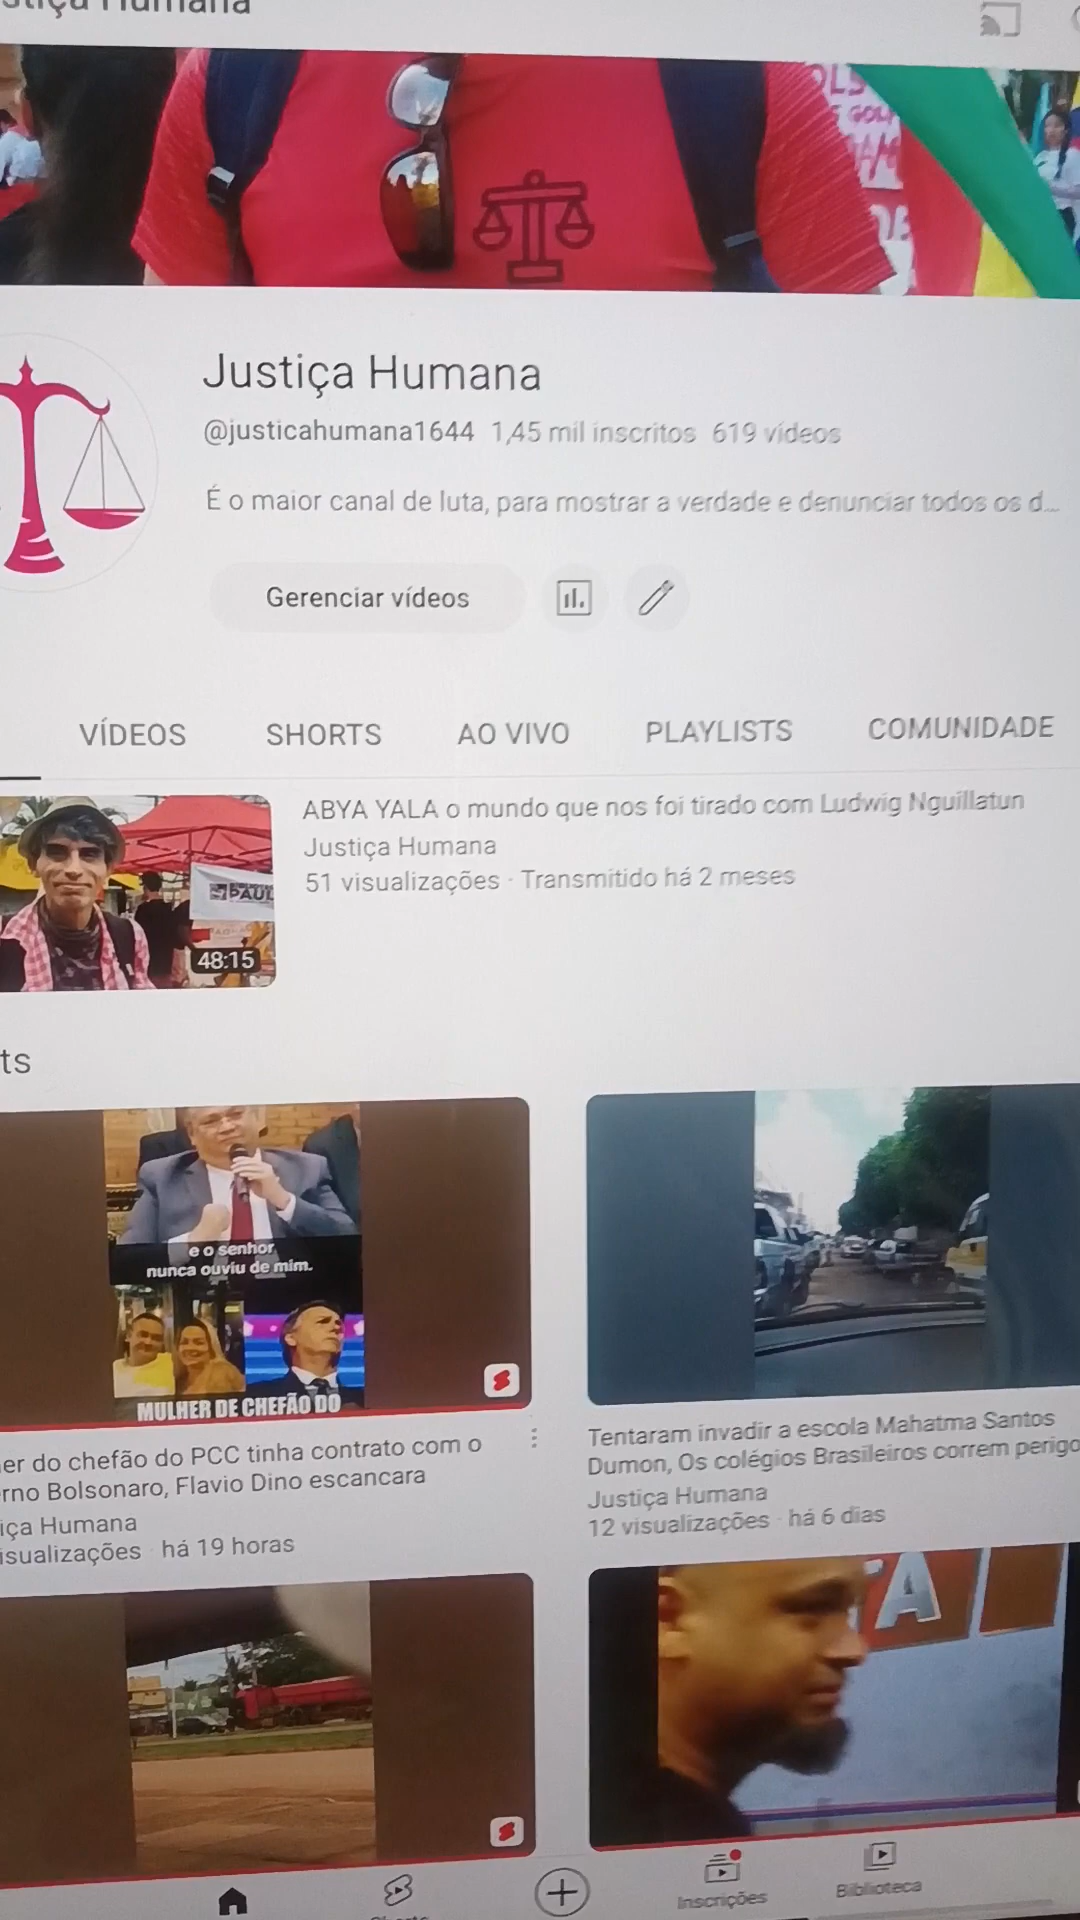 Humana
Justiça Humana
@justicahumana1644 1,45 mil inscritos 619 vídeos
É o maior canal de luta, para mostrar a verdade e denunciar todos os d...
Gerenciar vídeos
VÍDEOS SHORTS AO VIVO PLAYLISTS COMUNIDADE
ABYA YALA o mundo que nos foi tirado com Ludwig Nguillatun
Justiça Humana
51 visualizações · Transmitido há 2 meses
PAUL
48:15
ts
e o senhor
nunca ouviu de mim.
MULHER DE CHEFÃO DO
er do chefão do PCC tinha contrato com o
rno Bolsonaro, Flavio Dino escancara
iça Humana
isualizações · há 19 horas
Tentaram invadir a escola Mahatma Santos
Dumon, Os colégios Brasileiros correm perigo
Justiça Humana
12 visualizações · há 6 dias
TA
Inscrições
Biblioteca